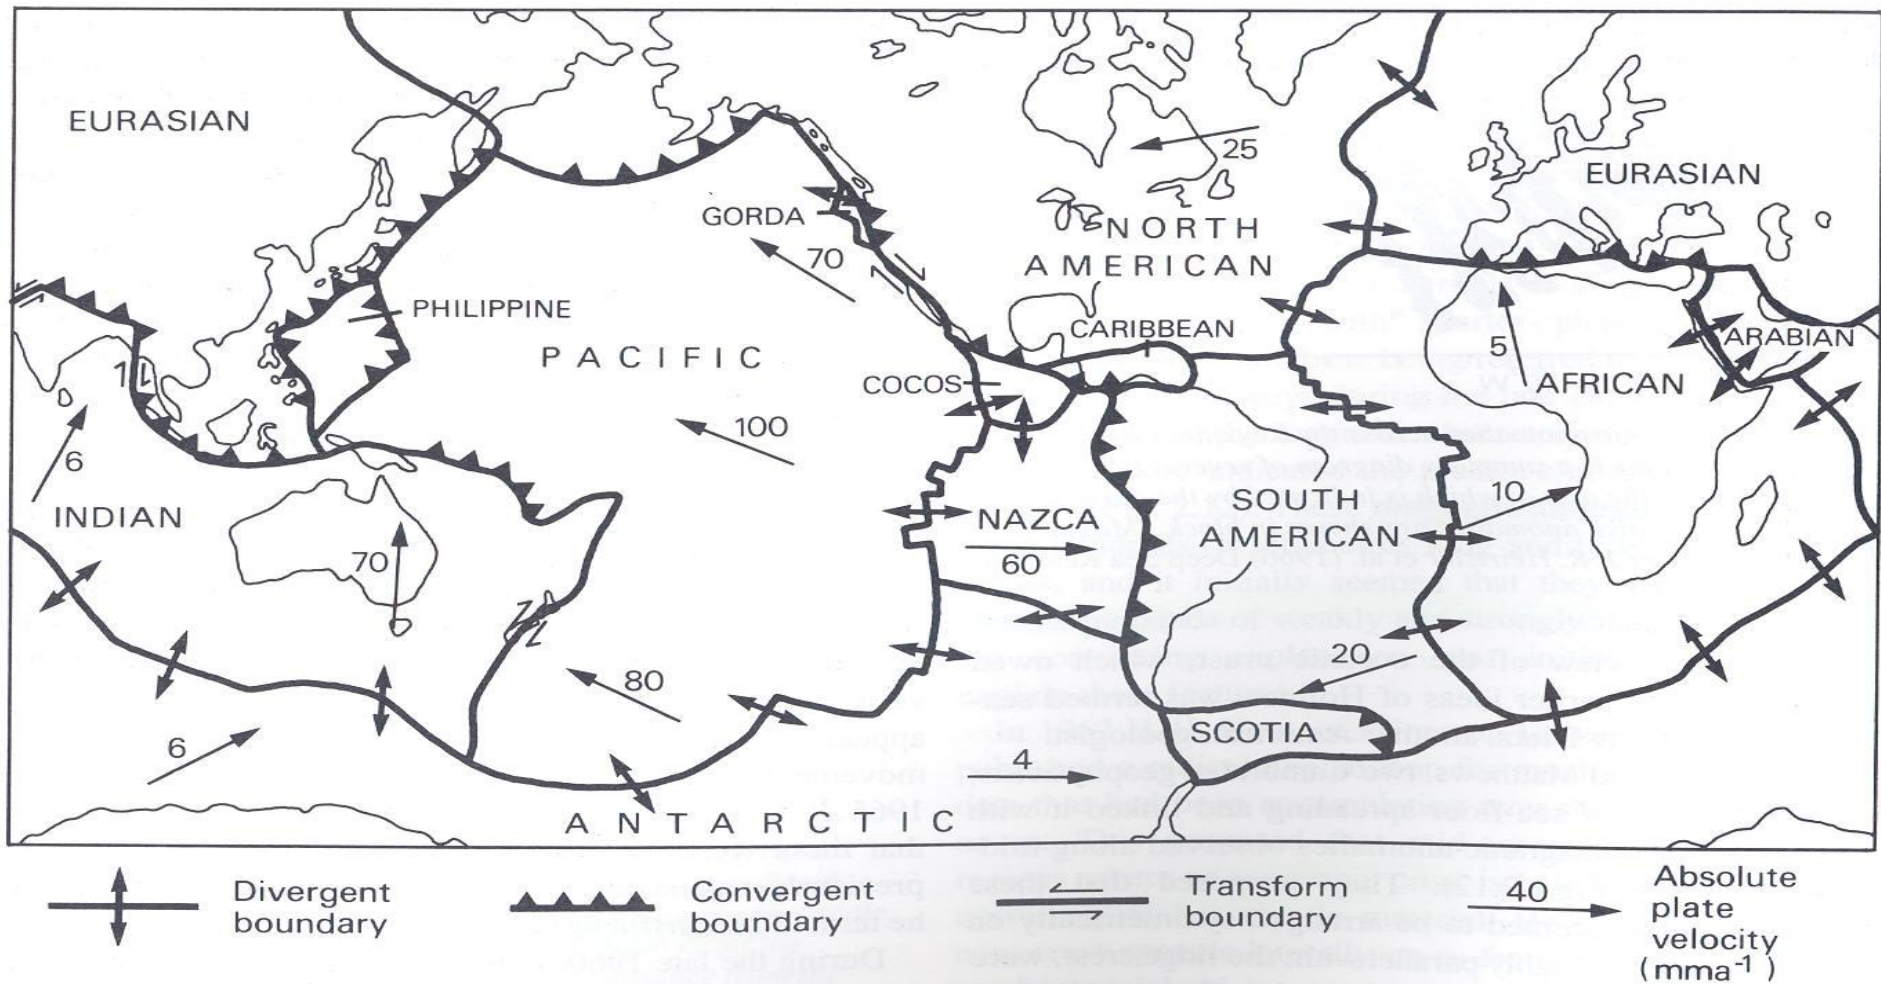 EURASIAN
25
EURASIAN
GORDA
NORTH
AMERICAN
70
PHILIPPINE
CARIBBEAN
ARABIAN
5
PACIFIC
COCOS
AFRICAN
100
6
INDIAN
NAZCA
SOUTH
AMERICAN
10
70
60
20
80
SCOTIA
6
4
ANTARCTIC
Divergent
boundary
Convergent
boundary
Transform
boundary
40
Absolute
plate
velocity
(mma⁻¹)